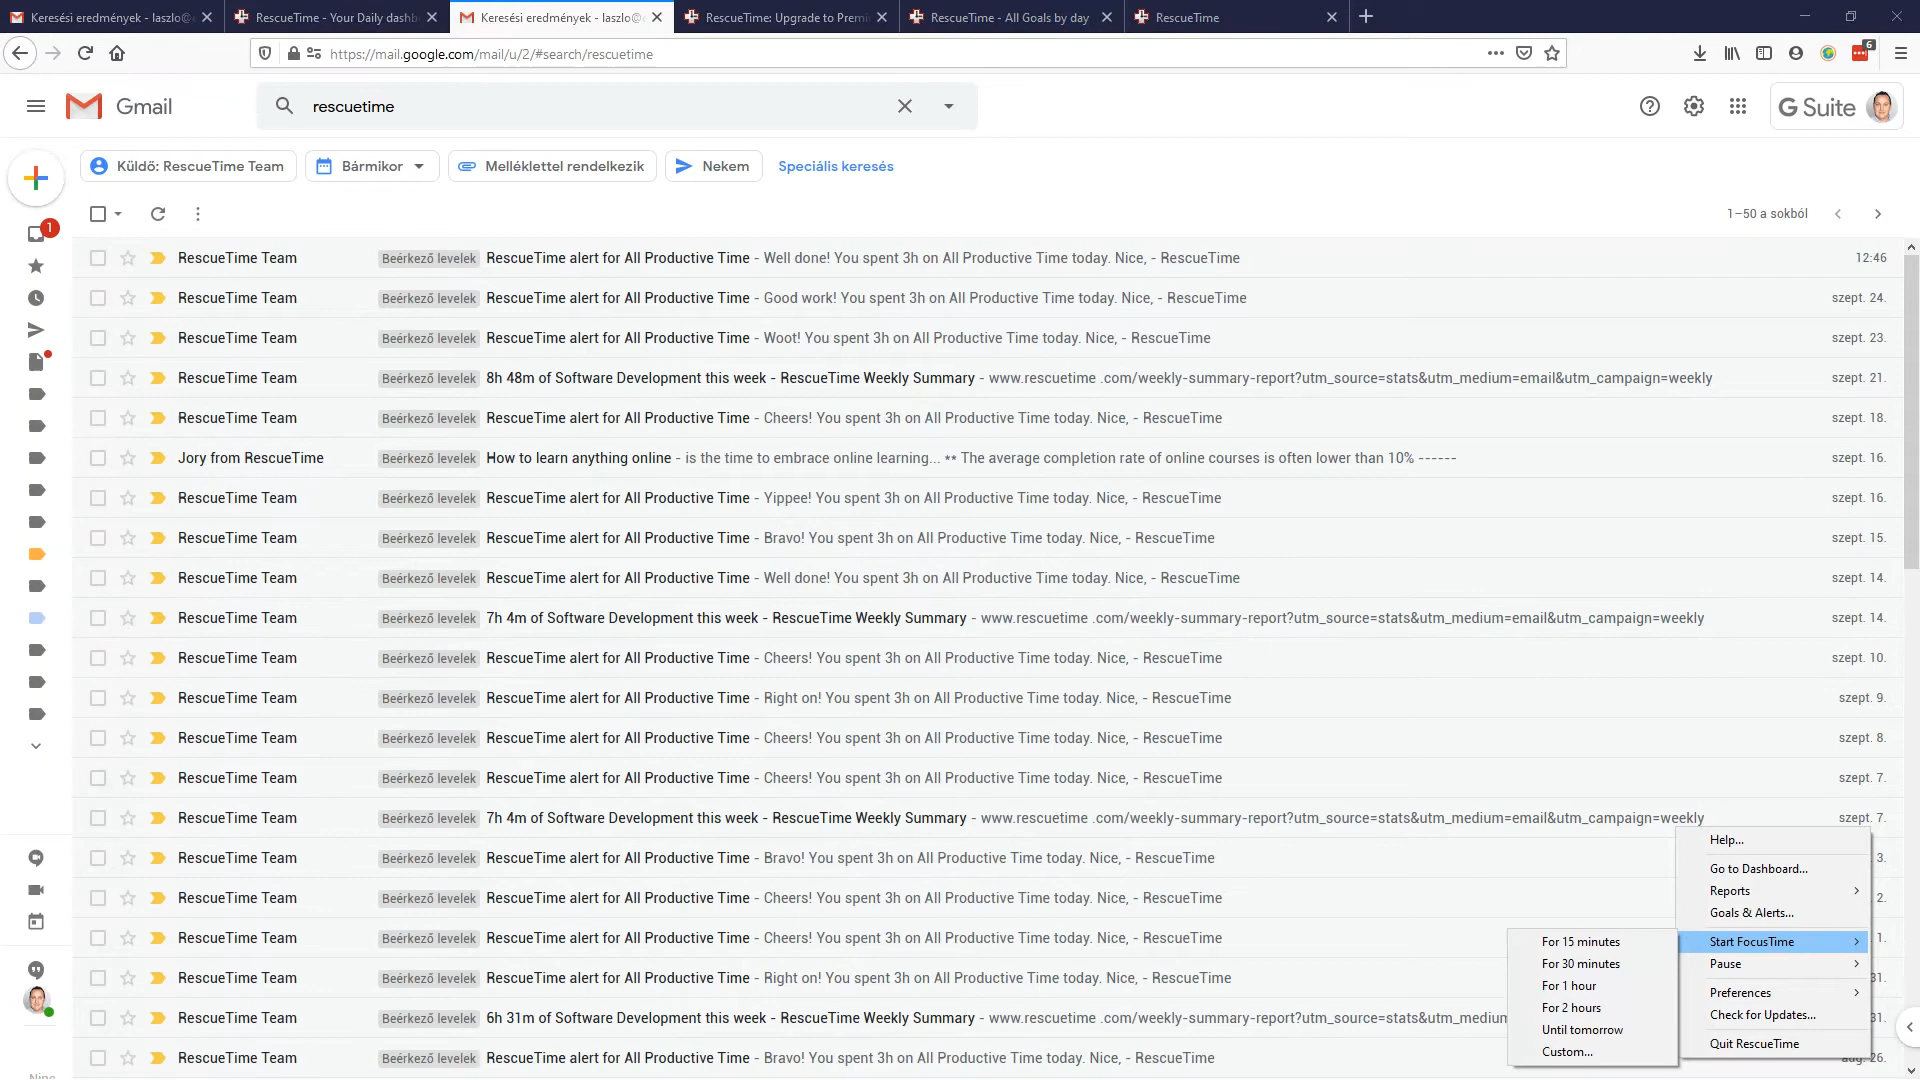 Keresési eredmények - laszlo@
RescueTime - Your Daily dashb
Keresési eredmények - laszlo@
RescueTime: Upgrade to Premi
RescueTime - All Goals by day
RescueTime
https://mail.google.com/mail/u/2/#search/rescuetime
6
Gmail
rescuetime
G Suite
Küldő: RescueTime Team
Bármikor
Melléklettel rendelkezik
Nekem
Speciális keresés
1–50 a sokból
1
RescueTime Team Beérkező levelek RescueTime alert for All Productive Time - Well done! You spent 3h on All Productive Time today. Nice, - RescueTime 12:46
RescueTime Team Beérkező levelek RescueTime alert for All Productive Time - Good work! You spent 3h on All Productive Time today. Nice, - RescueTime szept. 24.
RescueTime Team Beérkező levelek RescueTime alert for All Productive Time - Woot! You spent 3h on All Productive Time today. Nice, - RescueTime szept. 23.
RescueTime Team Beérkező levelek 8h 48m of Software Development this week - RescueTime Weekly Summary - www.rescuetime .com/weekly-summary-report?utm_source=stats&utm_medium=email&utm_campaign=weekly szept. 21.
RescueTime Team Beérkező levelek RescueTime alert for All Productive Time - Cheers! You spent 3h on All Productive Time today. Nice, - RescueTime szept. 18.
Jory from RescueTime Beérkező levelek How to learn anything online - is the time to embrace online learning... ** The average completion rate of online courses is often lower than 10% ------ szept. 16.
RescueTime Team Beérkező levelek RescueTime alert for All Productive Time - Yippee! You spent 3h on All Productive Time today. Nice, - RescueTime szept. 16.
RescueTime Team Beérkező levelek RescueTime alert for All Productive Time - Bravo! You spent 3h on All Productive Time today. Nice, - RescueTime szept. 15.
RescueTime Team Beérkező levelek RescueTime alert for All Productive Time - Well done! You spent 3h on All Productive Time today. Nice, - RescueTime szept. 14.
RescueTime Team Beérkező levelek 7h 4m of Software Development this week - RescueTime Weekly Summary - www.rescuetime .com/weekly-summary-report?utm_source=stats&utm_medium=email&utm_campaign=weekly szept. 14.
RescueTime Team Beérkező levelek RescueTime alert for All Productive Time - Cheers! You spent 3h on All Productive Time today. Nice, - RescueTime szept. 10.
RescueTime Team Beérkező levelek RescueTime alert for All Productive Time - Right on! You spent 3h on All Productive Time today. Nice, - RescueTime szept. 9.
RescueTime Team Beérkező levelek RescueTime alert for All Productive Time - Cheers! You spent 3h on All Productive Time today. Nice, - RescueTime szept. 8.
RescueTime Team Beérkező levelek RescueTime alert for All Productive Time - Cheers! You spent 3h on All Productive Time today. Nice, - RescueTime szept. 7.
RescueTime Team Beérkező levelek 7h 4m of Software Development this week - RescueTime Weekly Summary - www.rescuetime .com/weekly-summary-report?utm_source=stats&utm_medium=email&utm_campaign=weekly szept. 7.
RescueTime Team Beérkező levelek RescueTime alert for All Productive Time - Bravo! You spent 3h on All Productive Time today. Nice, - RescueTime 3.
RescueTime Team Beérkező levelek RescueTime alert for All Productive Time - Cheers! You spent 3h on All Productive Time today. Nice, - RescueTime 2.
RescueTime Team Beérkező levelek RescueTime alert for All Productive Time - Cheers! You spent 3h on All Productive Time today. Nice, - RescueTime 1.
RescueTime Team Beérkező levelek RescueTime alert for All Productive Time - Right on! You spent 3h on All Productive Time today. Nice, - RescueTime 31.
RescueTime Team Beérkező levelek 6h 31m of Software Development this week - RescueTime Weekly Summary - www.rescuetime .com/weekly-summary-report?utm_source=stats&utm_medium 31.
RescueTime Team Beérkező levelek RescueTime alert for All Productive Time - Bravo! You spent 3h on All Productive Time today. Nice, - RescueTime aug. 26.
Help...
Go to Dashboard...
Reports
Goals & Alerts...
Start FocusTime
Pause
Preferences
Check for Updates...
Quit RescueTime
For 15 minutes
For 30 minutes
For 1 hour
For 2 hours
Until tomorrow
Custom...